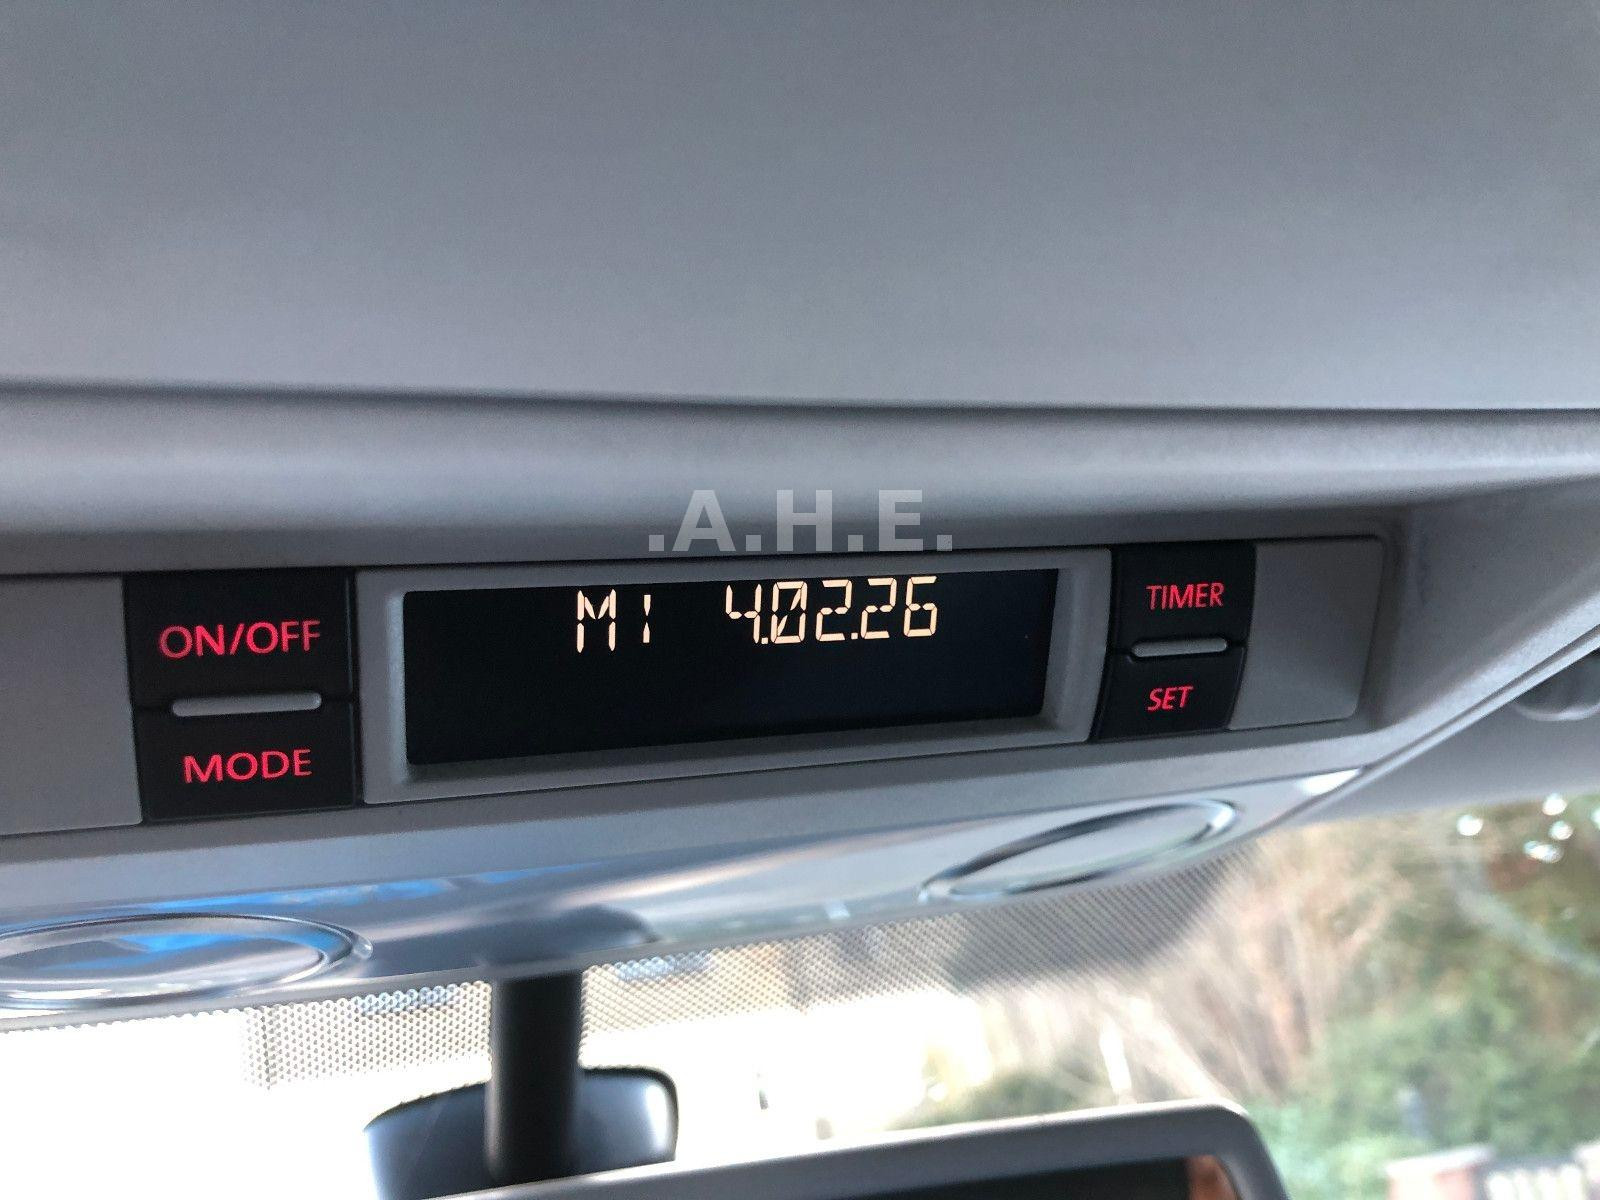 .A.H.E.
ON/OFF
MODE
MI 4.02.26
TIMER
SET